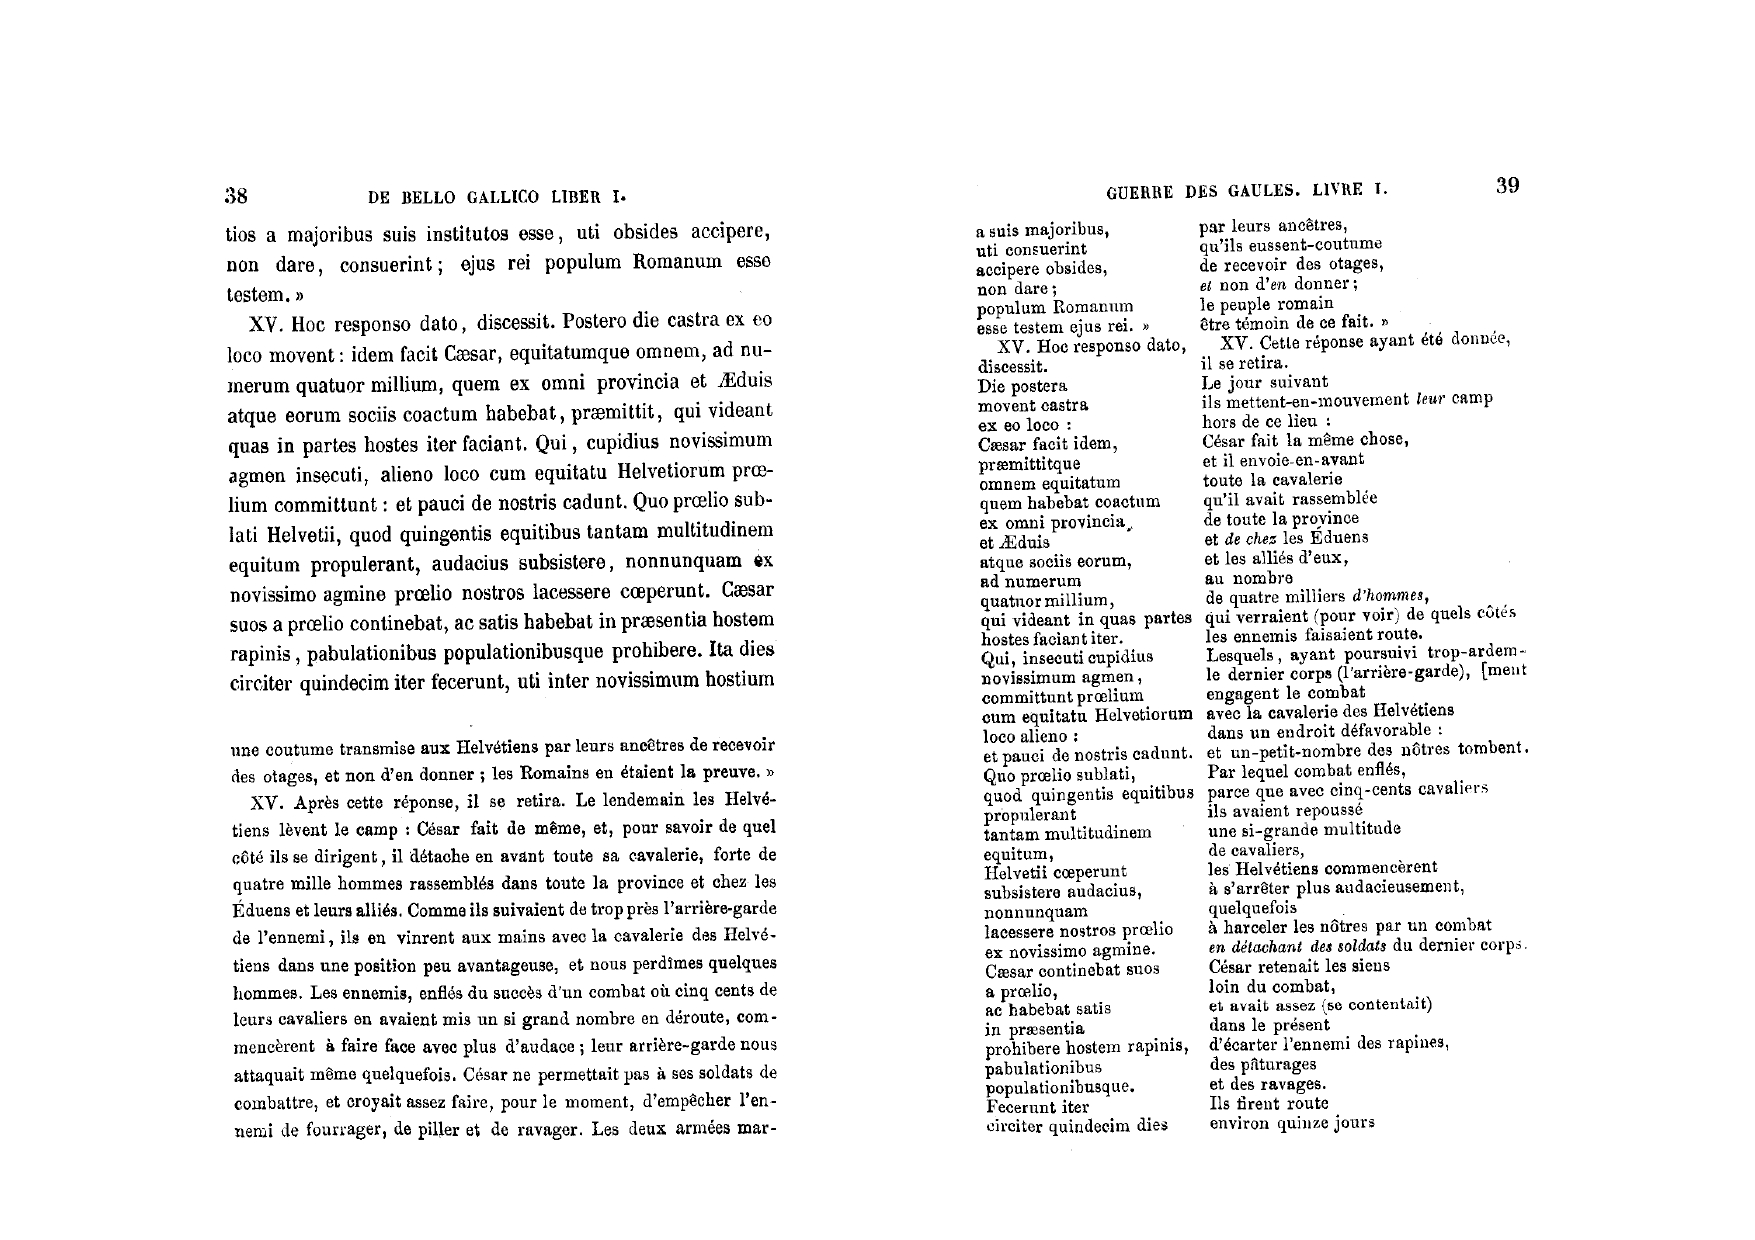 38 DE BELLO GALLICO LIBER I.
tios a majoribus suis institutos esse, uti obsides accipere,
non dare, consuerint; ejus rei populum Romanum esse
testem. »
XV. Hoc responso dato, discessit. Postero die castra ex eo
loco movent : idem facit Cæsar, equitatumque omnem, ad nu-
merum quatuor millium, quem ex omni provincia et Æduis
atque eorum sociis coactum habebat, præmittit, qui videant
quas in partes hostes iter faciant. Qui, cupidius novissimum
agmen insecuti, alieno loco cum equitatu Helvetiorum prœ-
lium committunt : et pauci de nostris cadunt. Quo prœlio sub-
lati Helvetii, quod quingentis equitibus tantam multitudinem
equitum propulerant, audacius subsistere, nonnunquam ex
novissimo agmine prœlio nostros lacessere cœperunt. Cæsar
suos a prœlio continebat, ac satis habebat in præsentia hostem
rapinis, pabulationibus populationibusque prohibere. Ita dies
circiter quindecim iter fecerunt, uti inter novissimum hostium
une coutume transmise aux Helvétiens par leurs ancêtres de recevoir
des otages, et non d'en donner ; les Romains en étaient la preuve. »
XV. Après cette réponse, il se retira. Le lendemain les Helvé-
tiens lèvent le camp : César fait de même, et, pour savoir de quel
côté ils se dirigent, il détache en avant toute sa cavalerie, forte de
quatre mille hommes rassemblés dans toute la province et chez les
Éduens et leurs alliés. Comme ils suivaient de trop près l'arrière-garde
de l'ennemi, ils en vinrent aux mains avec la cavalerie des Helvé-
tiens dans une position peu avantageuse, et nous perdîmes quelques
hommes. Les ennemis, enflés du succès d'un combat où cinq cents de
leurs cavaliers en avaient mis un si grand nombre en déroute, com-
mencèrent à faire face avec plus d'audace ; leur arrière-garde nous
attaquait même quelquefois. César ne permettait pas à ses soldats de
combattre, et croyait assez faire, pour le moment, d'empêcher l'en-
nemi de fourrager, de piller et de ravager. Les deux armées mar-
GUERRE DES GAULES. LIVRE I. 39
a suis majoribus,
uti consuerint
accipere obsides,
non dare ;
populum Romanum
esse testem ejus rei. »
XV. Hoc responso dato,
discessit.
Die postera
movent castra
ex eo loco :
Cæsar facit idem,
præmittitque
omnem equitatum
quem habebat coactum
ex omni provincia,
et Æduis
atque sociis eorum,
ad numerum
quatuor millium,
qui videant in quas partes
hostes faciant iter.
Qui, insecuti cupidius
novissimum agmen,
committunt prœlium
cum equitatu Helvetiorum
loco alieno :
et pauci de nostris cadunt.
Quo prœlio sublati,
quod quingentis equitibus
propulerant
tantam multitudinem
equitum,
Helvetii cœperunt
subsistere audacius,
nonnunquam
lacessere nostros prœlio
ex novissimo agmine.
Cæsar continebat suos
a prœlio,
ac habebat satis
in præsentia
prohibere hostem rapinis,
pabulationibus
populationibusque.
Fecerunt iter
circiter quindecim dies
par leurs ancêtres,
qu'ils eussent-coutume
de recevoir des otages,
et non d'en donner ;
le peuple romain
être témoin de ce fait. »
XV. Cette réponse ayant été donnée,
il se retira.
Le jour suivant
ils mettent-en-mouvement leur camp
hors de ce lieu :
César fait la même chose,
et il envoie-en-avant
toute la cavalerie
qu'il avait rassemblée
de toute la province
et de chez les Éduens
et les alliés d'eux,
au nombre
de quatre milliers d'hommes,
qui verraient (pour voir) de quels côtés
les ennemis faisaient route.
Lesquels, ayant poursuivi trop-ardem-
le dernier corps (l'arrière-garde), [ment
engagent le combat
avec la cavalerie des Helvétiens
dans un endroit défavorable :
et un-petit-nombre des nôtres tombent.
Par lequel combat enflés,
parce que avec cinq-cents cavaliers
ils avaient repoussé
une si-grande multitude
de cavaliers,
les Helvétiens commencèrent
à s'arrêter plus audacieusement,
quelquefois
à harceler les nôtres par un combat
en détachant des soldats du dernier corps.
César retenait les siens
loin du combat,
et avait assez (se contentait)
dans le présent
d'écarter l'ennemi des rapines,
des pâturages
et des ravages.
Ils firent route
environ quinze jours